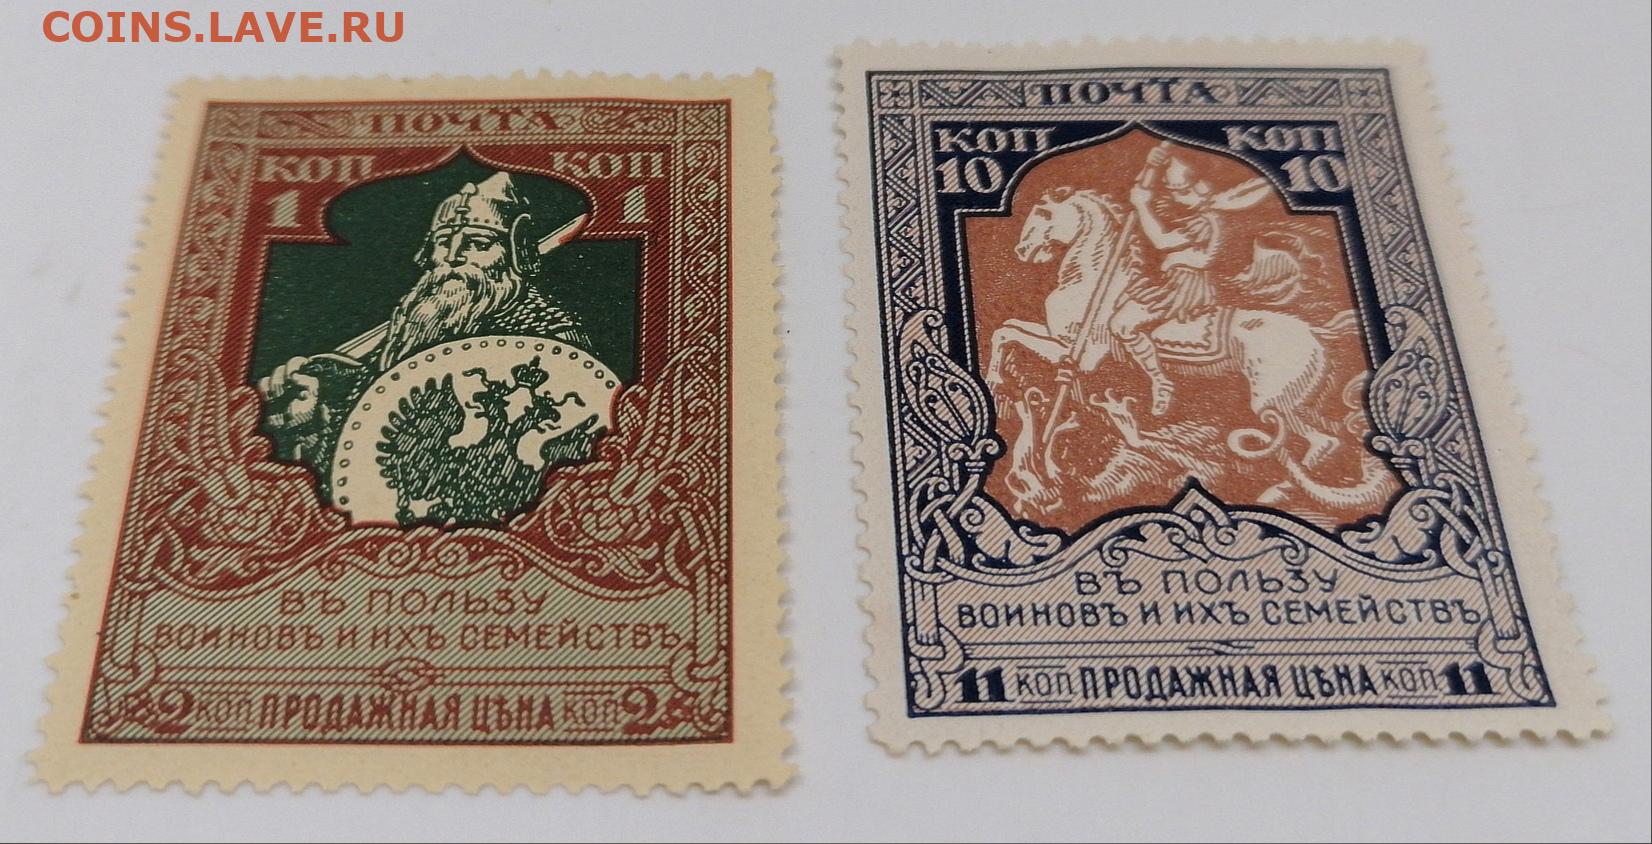 COINS.LAVE.RU
ПОЧТА
КОП КОП
1 1
ВЪ ПОЛЬЗУ
ВОИНОВЪ И ИХЪ СЕМЕЙСТВЪ
2 КОП ПРОДАЖНАЯ ЦѢНА КОП 2
ПОЧТА
КОП КОП
10 10
ВЪ ПОЛЬЗУ
ВОИНОВЪ И ИХЪ СЕМЕЙСТВЪ
11 КОП ПРОДАЖНАЯ ЦѢНА КОП 11